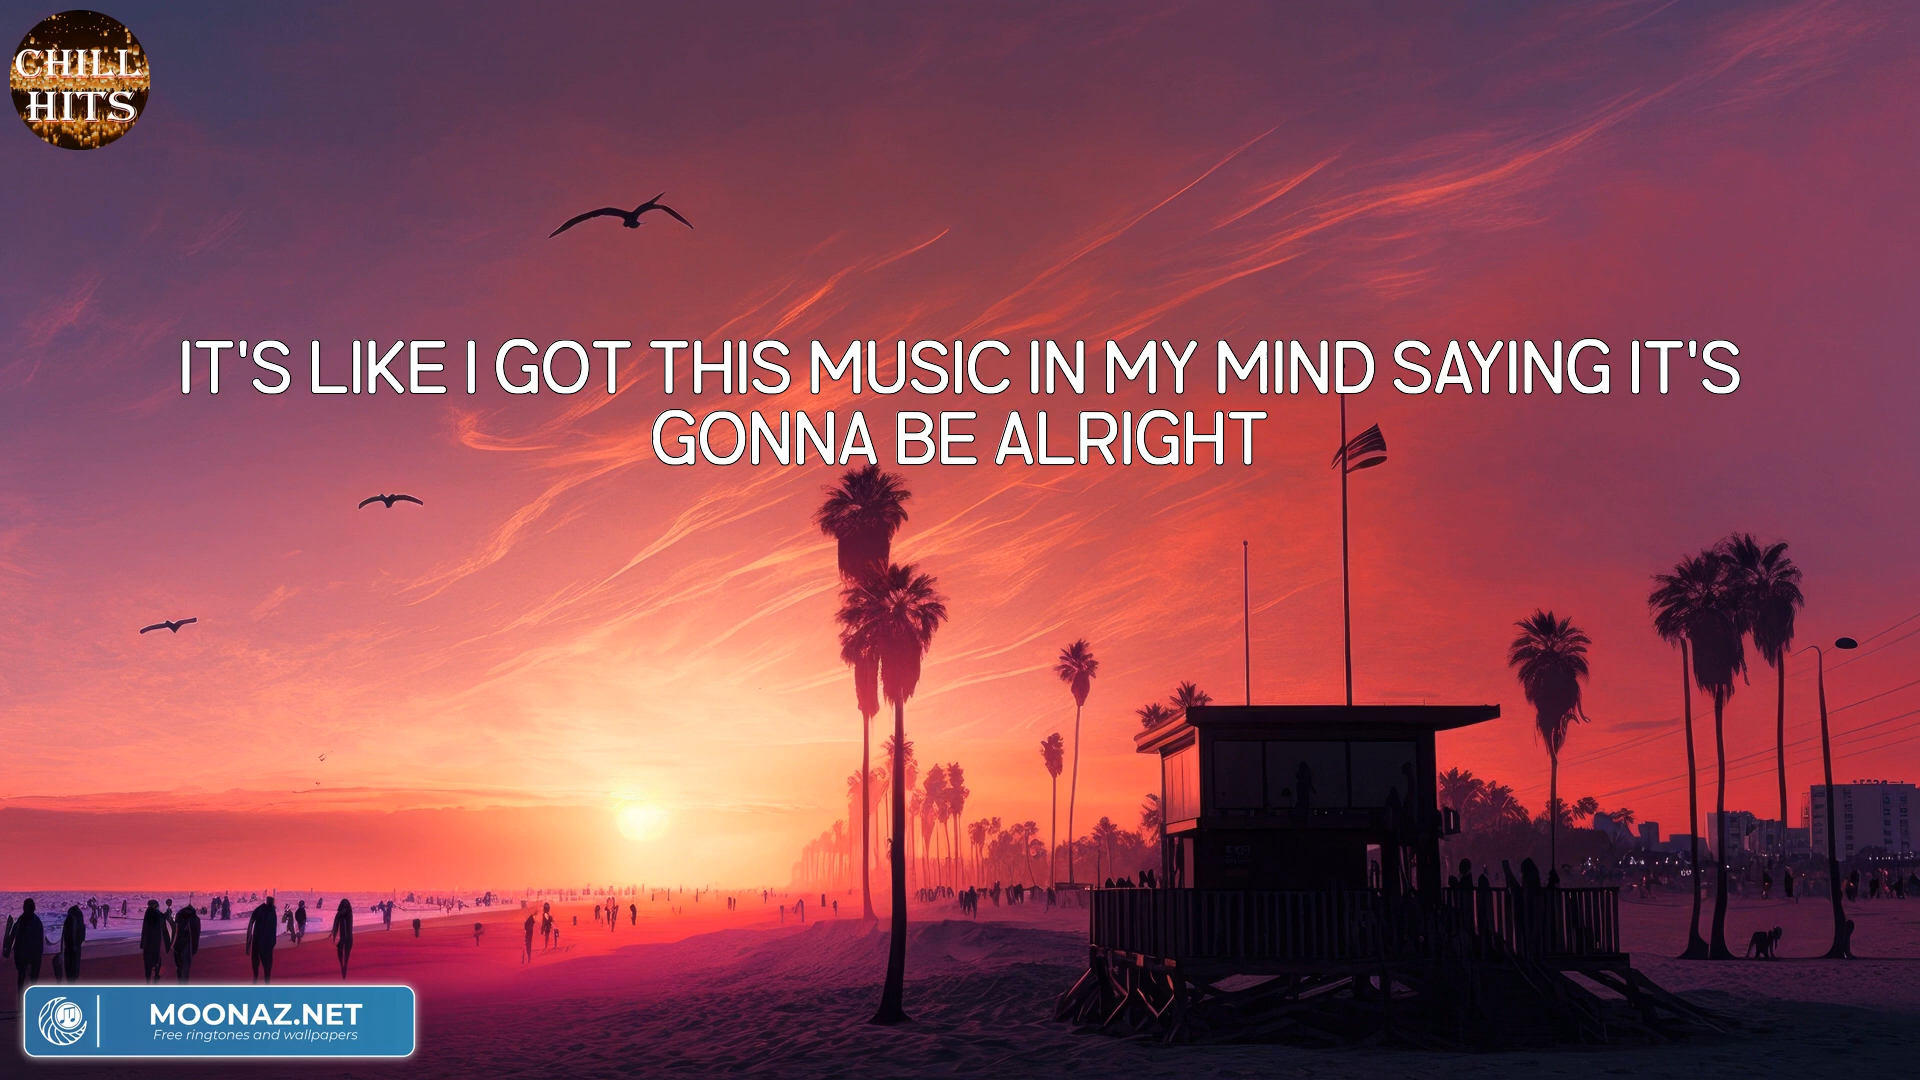 CHILL
HITS
IT'S LIKE I GOT THIS MUSIC IN MY MIND SAYING IT'S
GONNA BE ALRIGHT
MOONAZ.NET
Free ringtones and wallpapers